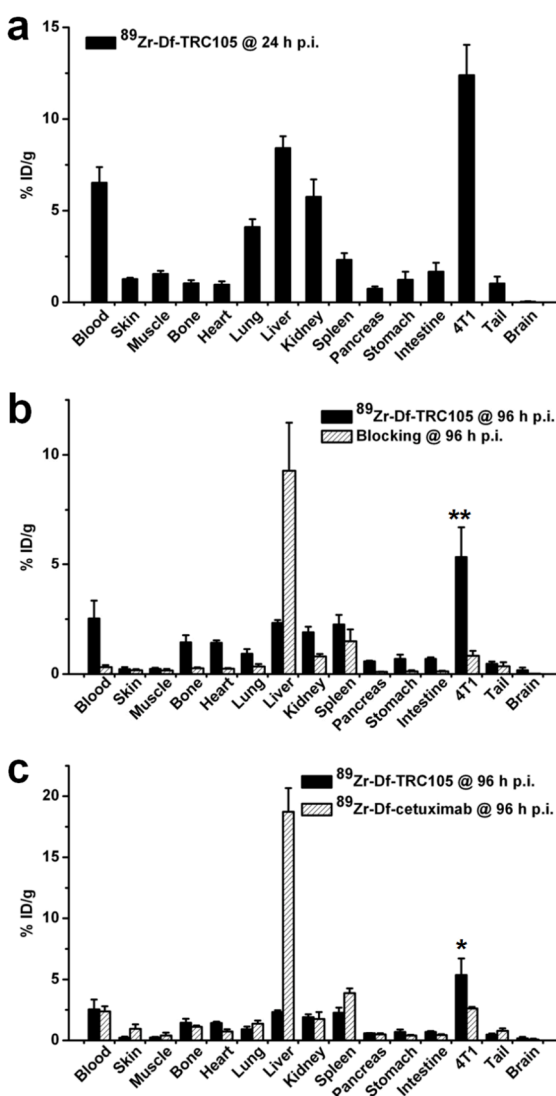 a
⁸⁹Zr-Df-TRC105 @ 24 h p.i.
15
10
5
0
% ID/g
Blood Skin Muscle Bone Heart Lung Liver Kidney Spleen Pancreas Stomach Intestine 4T1 Tail Brain
b
⁸⁹Zr-Df-TRC105 @ 96 h p.i.
Blocking @ 96 h p.i.
10
5
0
% ID/g
**
Blood Skin Muscle Bone Heart Lung Liver Kidney Spleen Pancreas Stomach Intestine 4T1 Tail Brain
c
⁸⁹Zr-Df-TRC105 @ 96 h p.i.
⁸⁹Zr-Df-cetuximab @ 96 h p.i.
20
15
10
5
0
% ID/g
*
Blood Skin Muscle Bone Heart Lung Liver Kidney Spleen Pancreas Stomach Intestine 4T1 Tail Brain